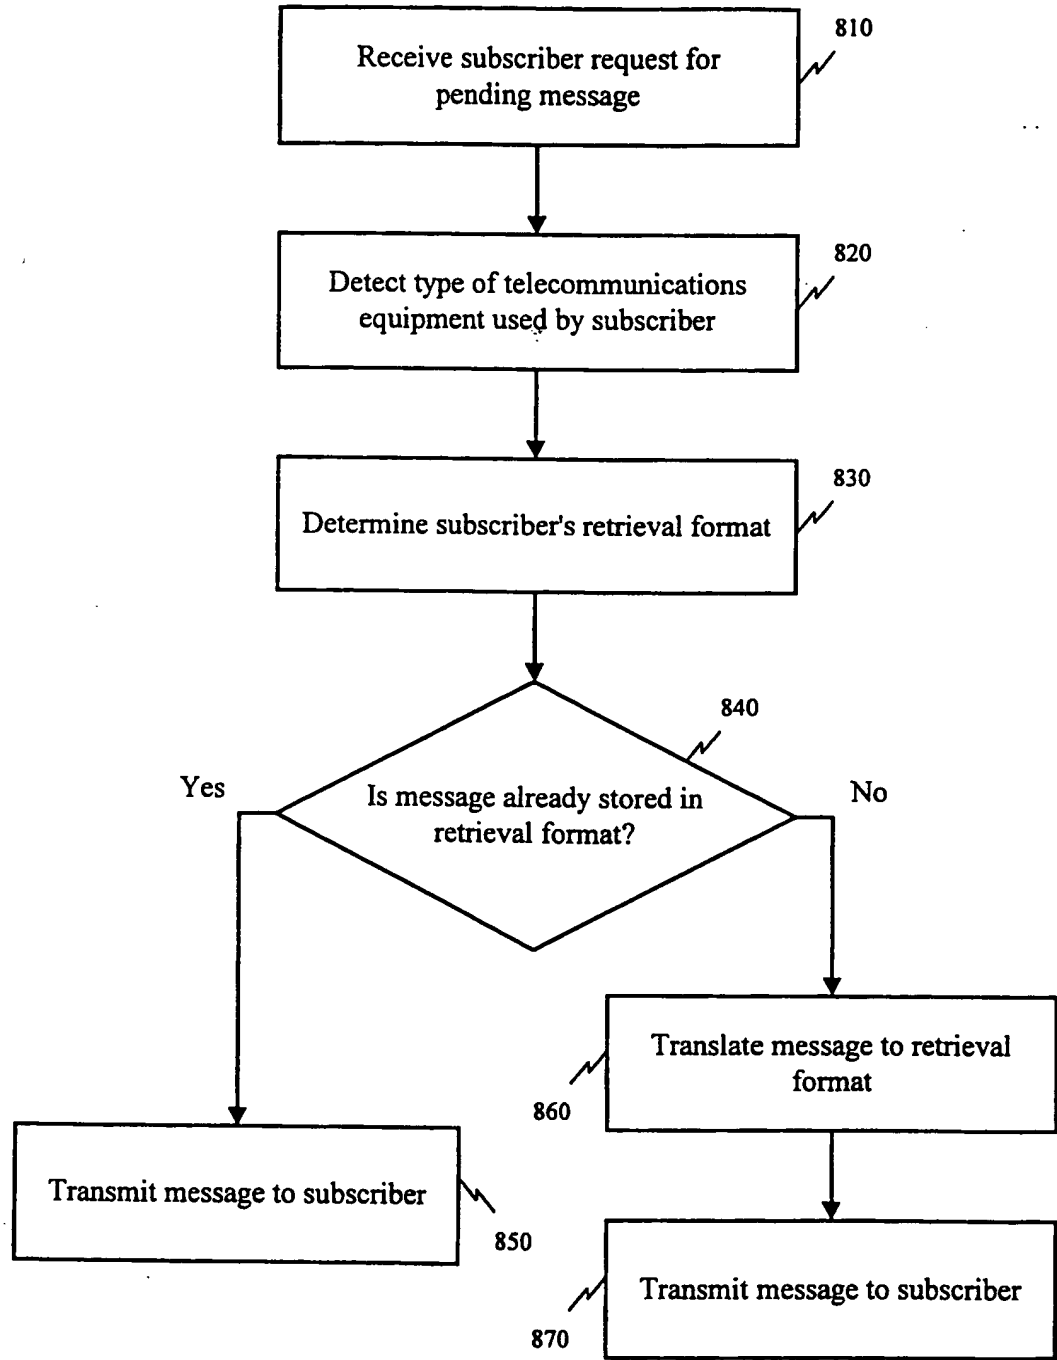 810
Receive subscriber request for
pending message
820
Detect type of telecommunications
equipment used by subscriber
830
Determine subscriber's retrieval format
840
Yes
No
Is message already stored in
retrieval format?
Translate message to retrieval
format
860
Transmit message to subscriber
850
Transmit message to subscriber
870